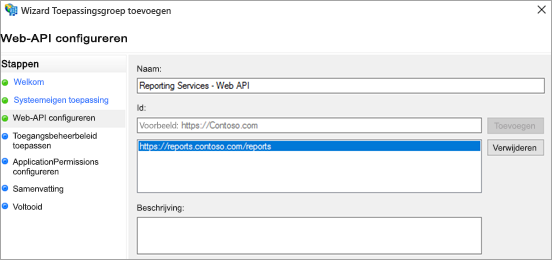 Wizard Toepassingsgroep toevoegen
Web-API configureren
Stappen
Welkom
Systeemeigen toepassing
Web-API configureren
Toegangsbeheerbeleid
toepassen
ApplicationPermissions
configureren
Samenvatting
Voltooid
Naam:
Reporting Services - Web API
Id:
Voorbeeld: https://Contoso.com
Toevoegen
https://reports.contoso.com/reports
Verwijderen
Beschrijving: